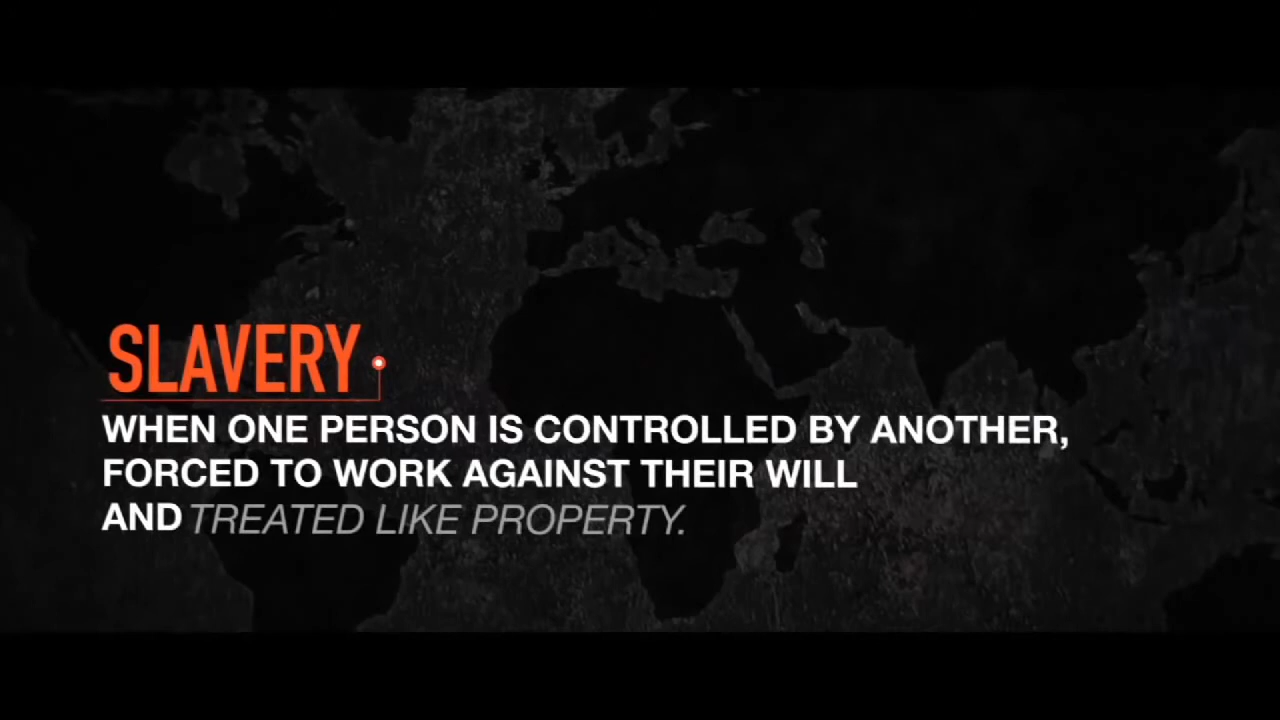 SLAVERY
WHEN ONE PERSON IS CONTROLLED BY ANOTHER,
FORCED TO WORK AGAINST THEIR WILL
AND TREATED LIKE PROPERTY.